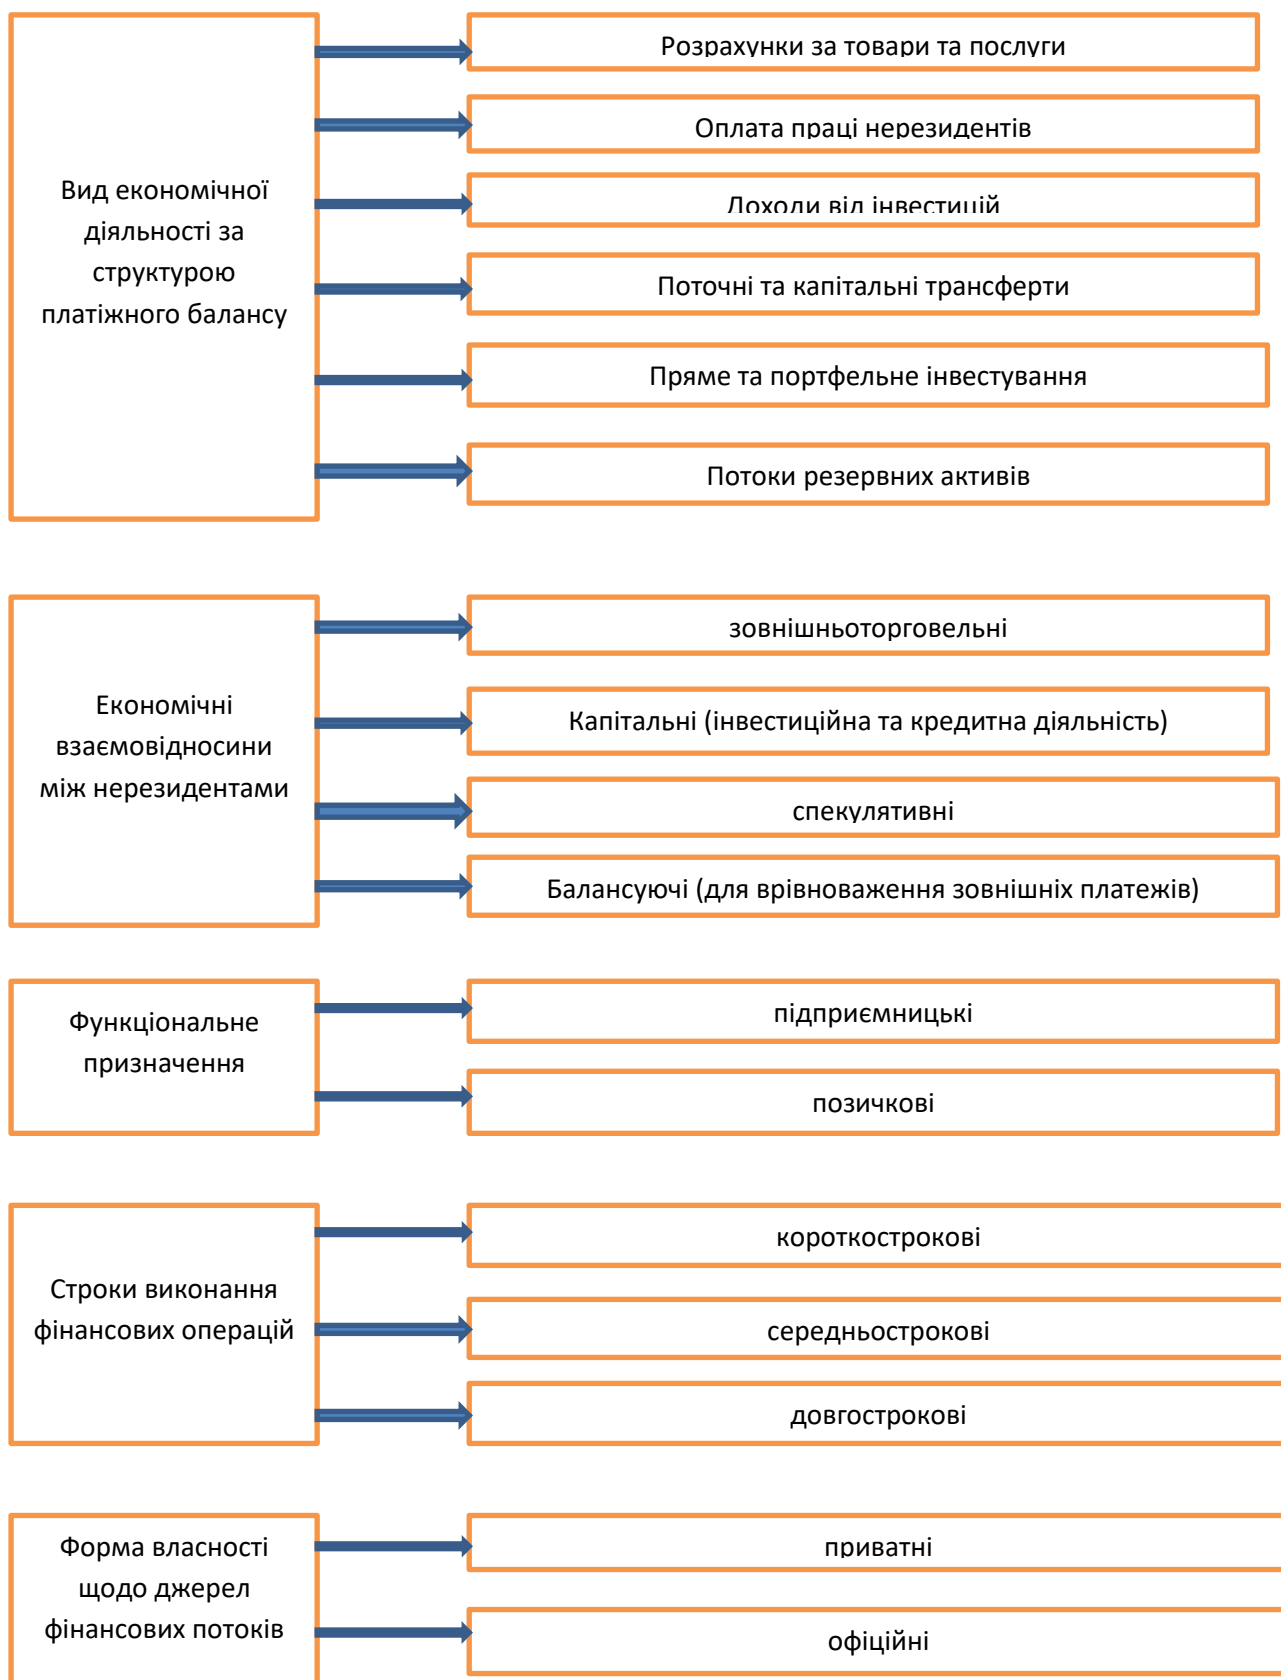 Вид економічної
діяльності за
структурою
платіжного балансу
Розрахунки за товари та послуги
Оплата праці нерезидентів
Доходи від інвестицій
Поточні та капітальні трансферти
Пряме та портфельне інвестування
Потоки резервних активів
Економічні
взаємовідносини
між нерезидентами
зовнішньоторговельні
Капітальні (інвестиційна та кредитна діяльність)
спекулятивні
Балансуючі (для врівноваження зовнішніх платежів)
Функціональне
призначення
підприємницькі
позичкові
Строки виконання
фінансових операцій
короткострокові
середньострокові
довгострокові
Форма власності
щодо джерел
фінансових потоків
приватні
офіційні